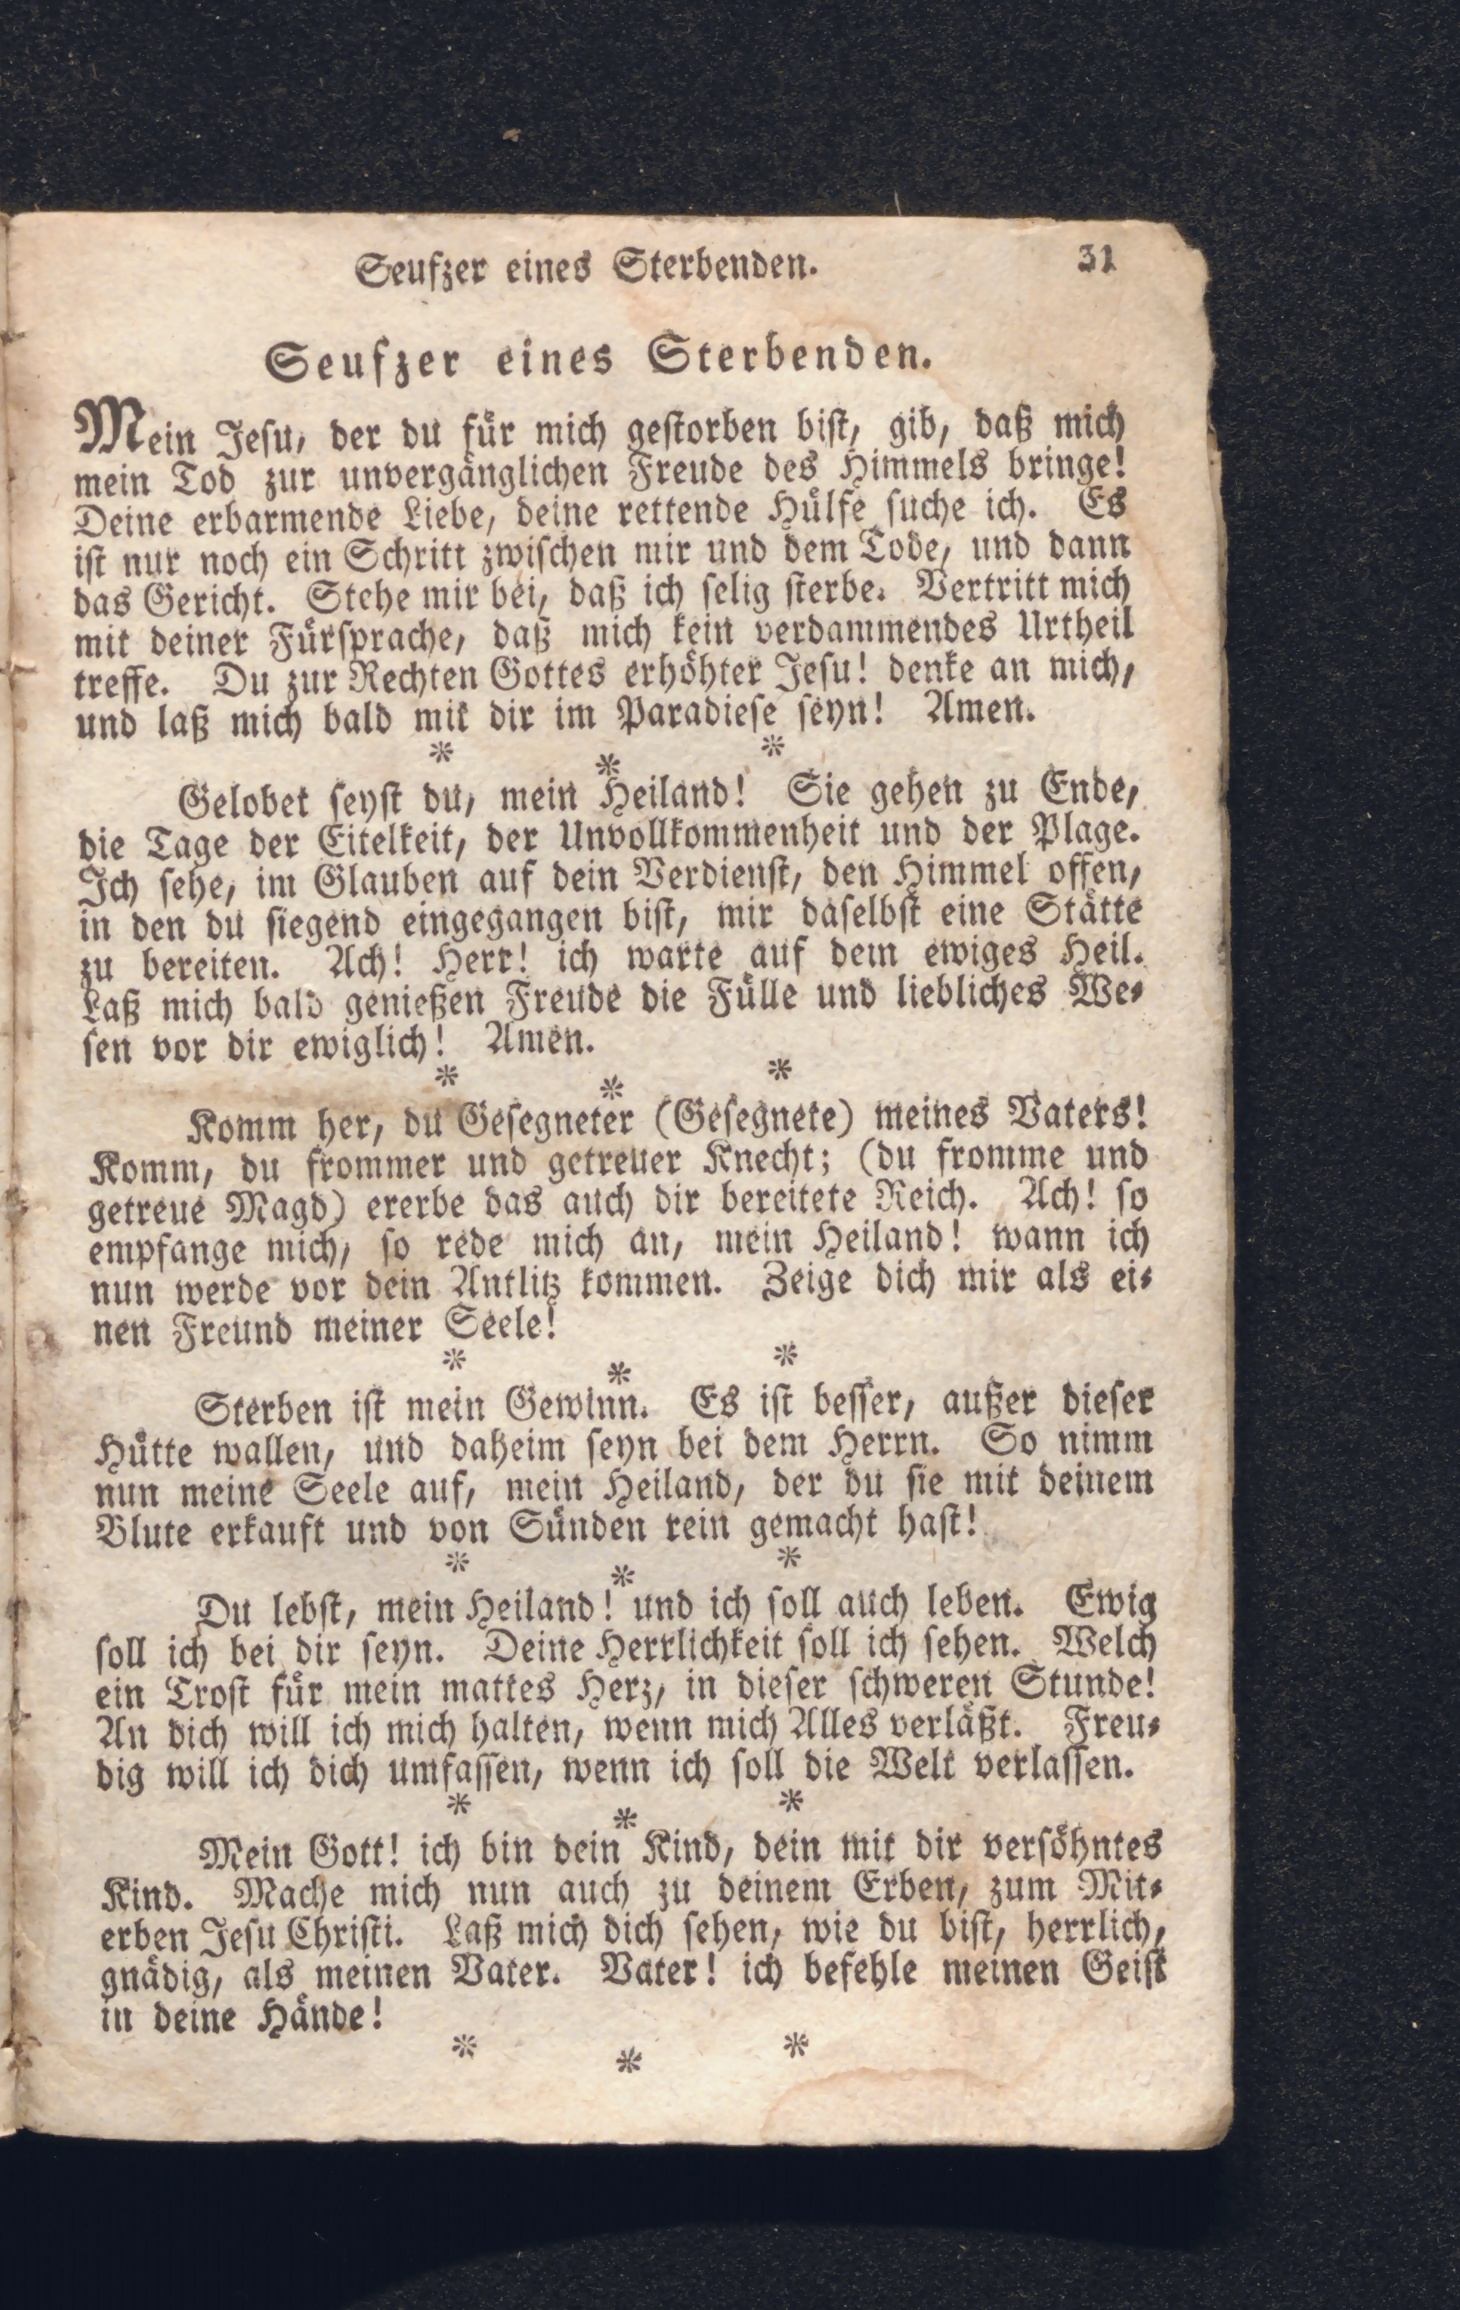 Seufzer eines Sterbenden. 31
Seufzer eines Sterbenden.
Mein Jesu, der du für mich gestorben bist, gib, daß mich
mein Tod zur unvergänglichen Freude des Himmels bringe!
Deine erbarmende Liebe, deine rettende Hülfe suche ich. Es
ist nur noch ein Schritt zwischen mir und dem Tode, und dann
das Gericht. Stehe mir bei, daß ich selig sterbe. Vertritt mich
mit deiner Fürsprache, daß mich kein verdammendes Urtheil
treffe. Du zur Rechten Gottes erhöhter Jesu! denke an mich,
und laß mich bald mit dir im Paradiese seyn! Amen.
* * *
Gelobet seyst du, mein Heiland! Sie gehen zu Ende,
die Tage der Eitelkeit, der Unvollkommenheit und der Plage.
Ich sehe, im Glauben auf dein Verdienst, den Himmel offen,
in den du siegend eingegangen bist, mir daselbst eine Stätte
zu bereiten. Ach! Herr! ich warte auf dein ewiges Heil.
Laß mich bald genießen Freude die Fülle und liebliches We-
sen vor dir ewiglich! Amen.
* * *
Komm her, du Gesegneter (Gesegnete) meines Vaters!
Komm, du frommer und getreuer Knecht; (du fromme und
getreue Magd) ererbe das auch dir bereitete Reich. Ach! so
empfange mich, so rede mich an, mein Heiland! wann ich
nun werde vor dein Antlitz kommen. Zeige dich mir als ei-
nen Freund meiner Seele!
* * *
Sterben ist mein Gewinn. Es ist besser, außer dieser
Hütte wallen, und daheim seyn bei dem Herrn. So nimm
nun meine Seele auf, mein Heiland, der du sie mit deinem
Blute erkauft und von Sünden rein gemacht hast!
* * *
Du lebst, mein Heiland! und ich soll auch leben. Ewig
soll ich bei dir seyn. Deine Herrlichkeit soll ich sehen. Welch
ein Trost für mein mattes Herz, in dieser schweren Stunde!
An dich will ich mich halten, wenn mich Alles verläßt. Freu-
dig will ich dich umfassen, wenn ich soll die Welt verlassen.
* * *
Mein Gott! ich bin dein Kind, dein mit dir versöhntes
Kind. Mache mich nun auch zu deinem Erben, zum Mit-
erben Jesu Christi. Laß mich dich sehen, wie du bist, herrlich,
gnädig, als meinen Vater. Vater! ich befehle meinen Geist
in deine Hände!
* * *